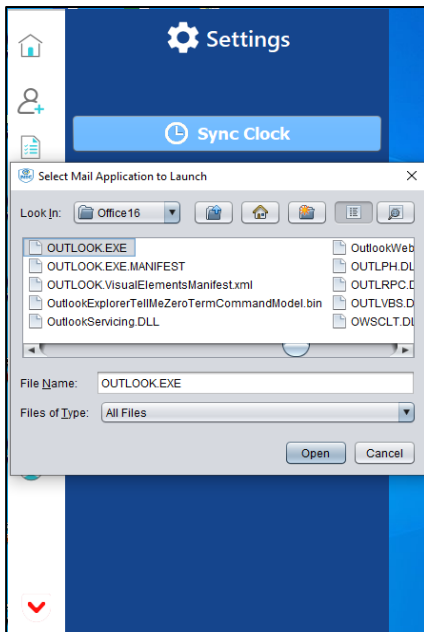 Settings
Sync Clock
Select Mail Application to Launch
Look In: Office16
OUTLOOK.EXE
OUTLOOK.EXE.MANIFEST
OUTLOOK.VisualElementsManifest.xml
OutlookExplorerTellMeZeroTermCommandModel.bin
OutlookServicing.DLL
OutlookWeb
OUTLPH.DL
OUTLRPC.D
OUTLVBS.D
OWSCLT.DL
File Name: OUTLOOK.EXE
Files of Type: All Files
Open Cancel